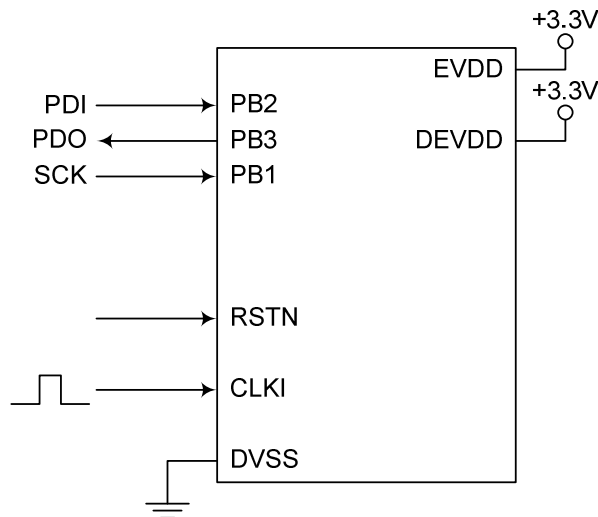 +3.3V
EVDD
+3.3V
PDI PB2
PDO PB3 DEVDD
SCK PB1
RSTN
CLKI
DVSS